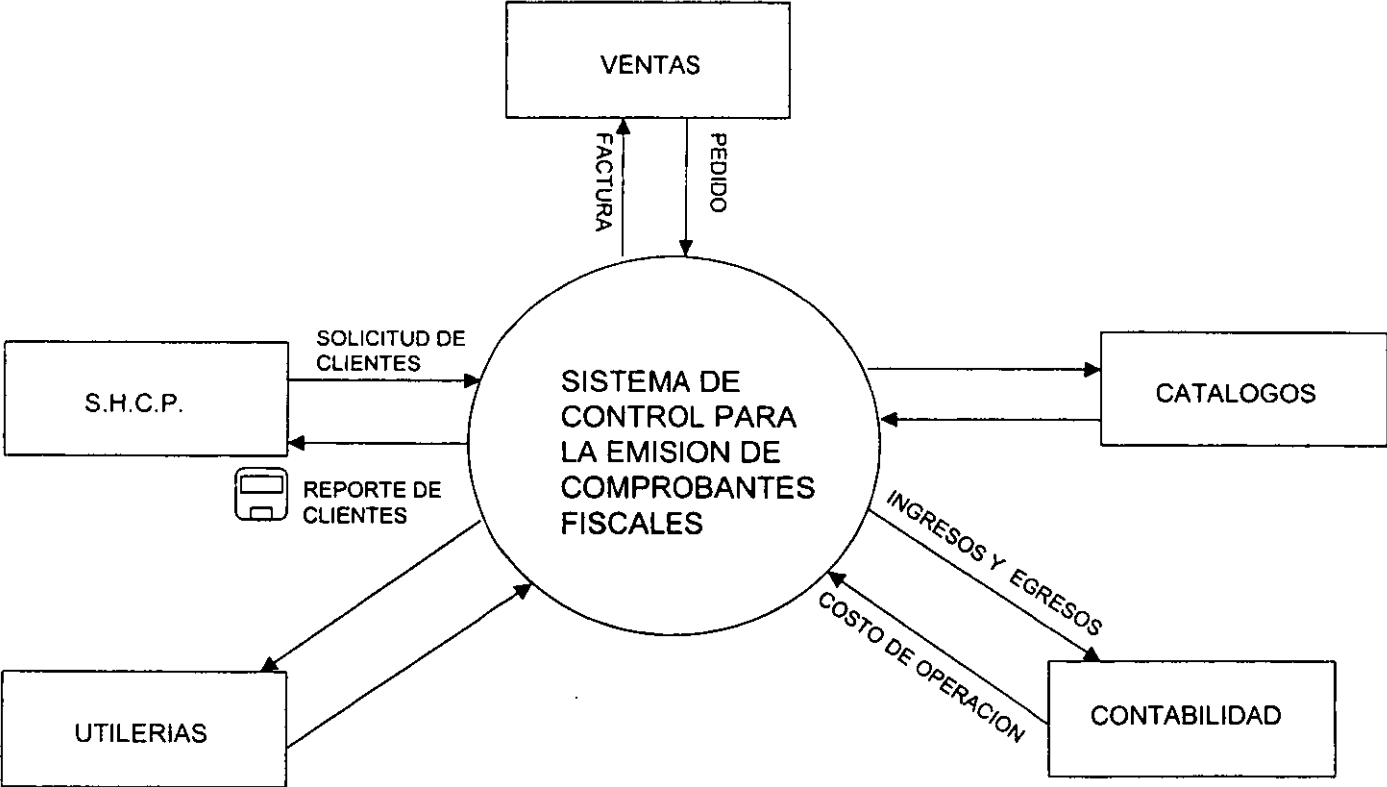 VENTAS
FACTURA
PEDIDO
SOLICITUD DE
CLIENTES
S.H.C.P.
REPORTE DE
CLIENTES
SISTEMA DE
CONTROL PARA
LA EMISION DE
COMPROBANTES
FISCALES
CATALOGOS
INGRESOS Y EGRESOS
COSTO DE OPERACION
UTILERIAS
CONTABILIDAD